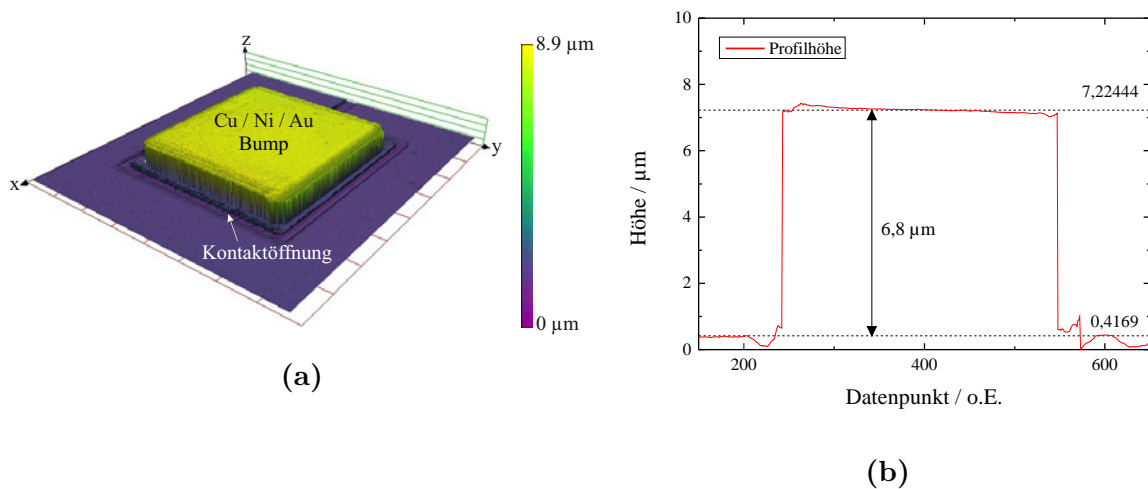 z
8.9 µm
Cu / Ni / Au
Bump
y
x
Kontaktöffnung
0 µm
(a)
10
8
6
4
2
0
Höhe / µm
Profilhöhe
7,22444
6,8 µm
0,4169
200
400
600
Datenpunkt / o.E.
(b)